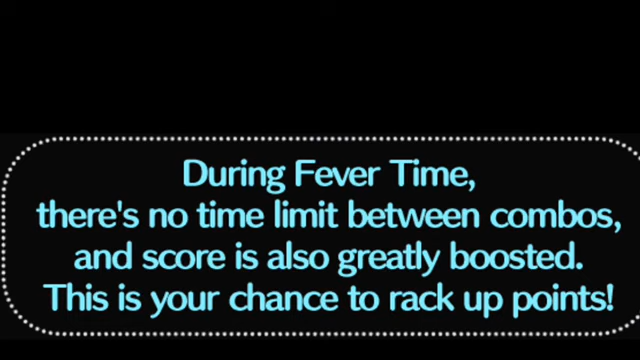 During Fever Time,
there's no time limit between combos,
and score is also greatly boosted.
This is your chance to rack up points!